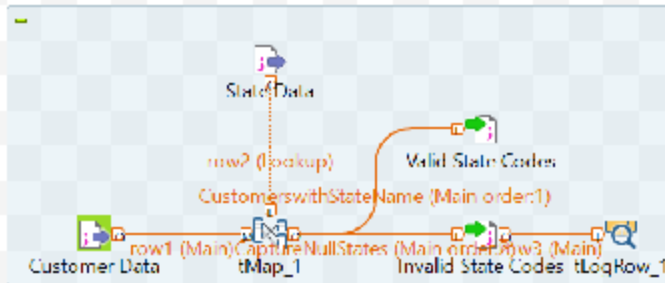 State Data
row2 (Lookup)
Valid State Codes
CustomerswithStateName (Main order:1)
row1 (Main)
CaptureNullStates (Main order:
row3 (Main)
Customer Data
tMap_1
Invalid State Codes
tLogRow_1